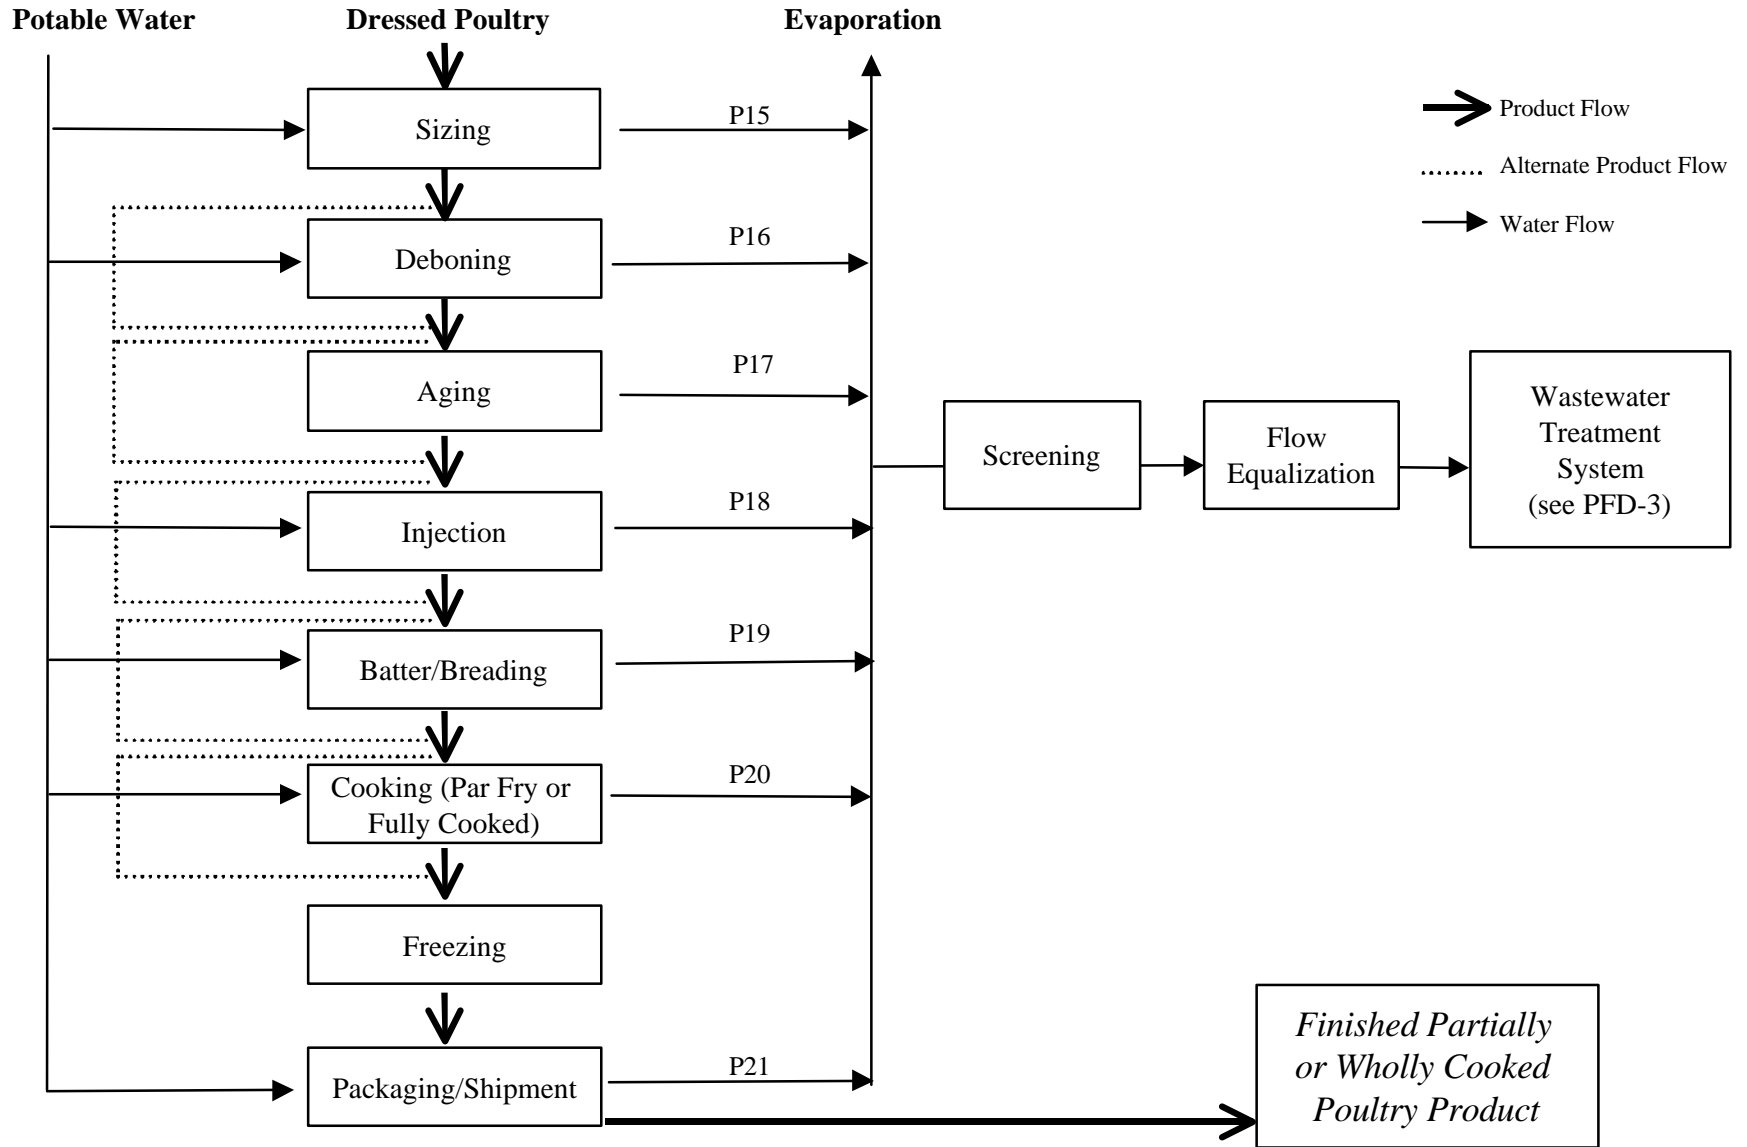 Potable Water
Dressed Poultry
Evaporation
Sizing
P15
Product Flow
Alternate Product Flow
Water Flow
Deboning
P16
Aging
P17
Screening
Flow
Equalization
Wastewater
Treatment
System
(see PFD-3)
Injection
P18
Batter/Breading
P19
Cooking (Par Fry or
Fully Cooked)
P20
Freezing
Packaging/Shipment
P21
Finished Partially
or Wholly Cooked
Poultry Product